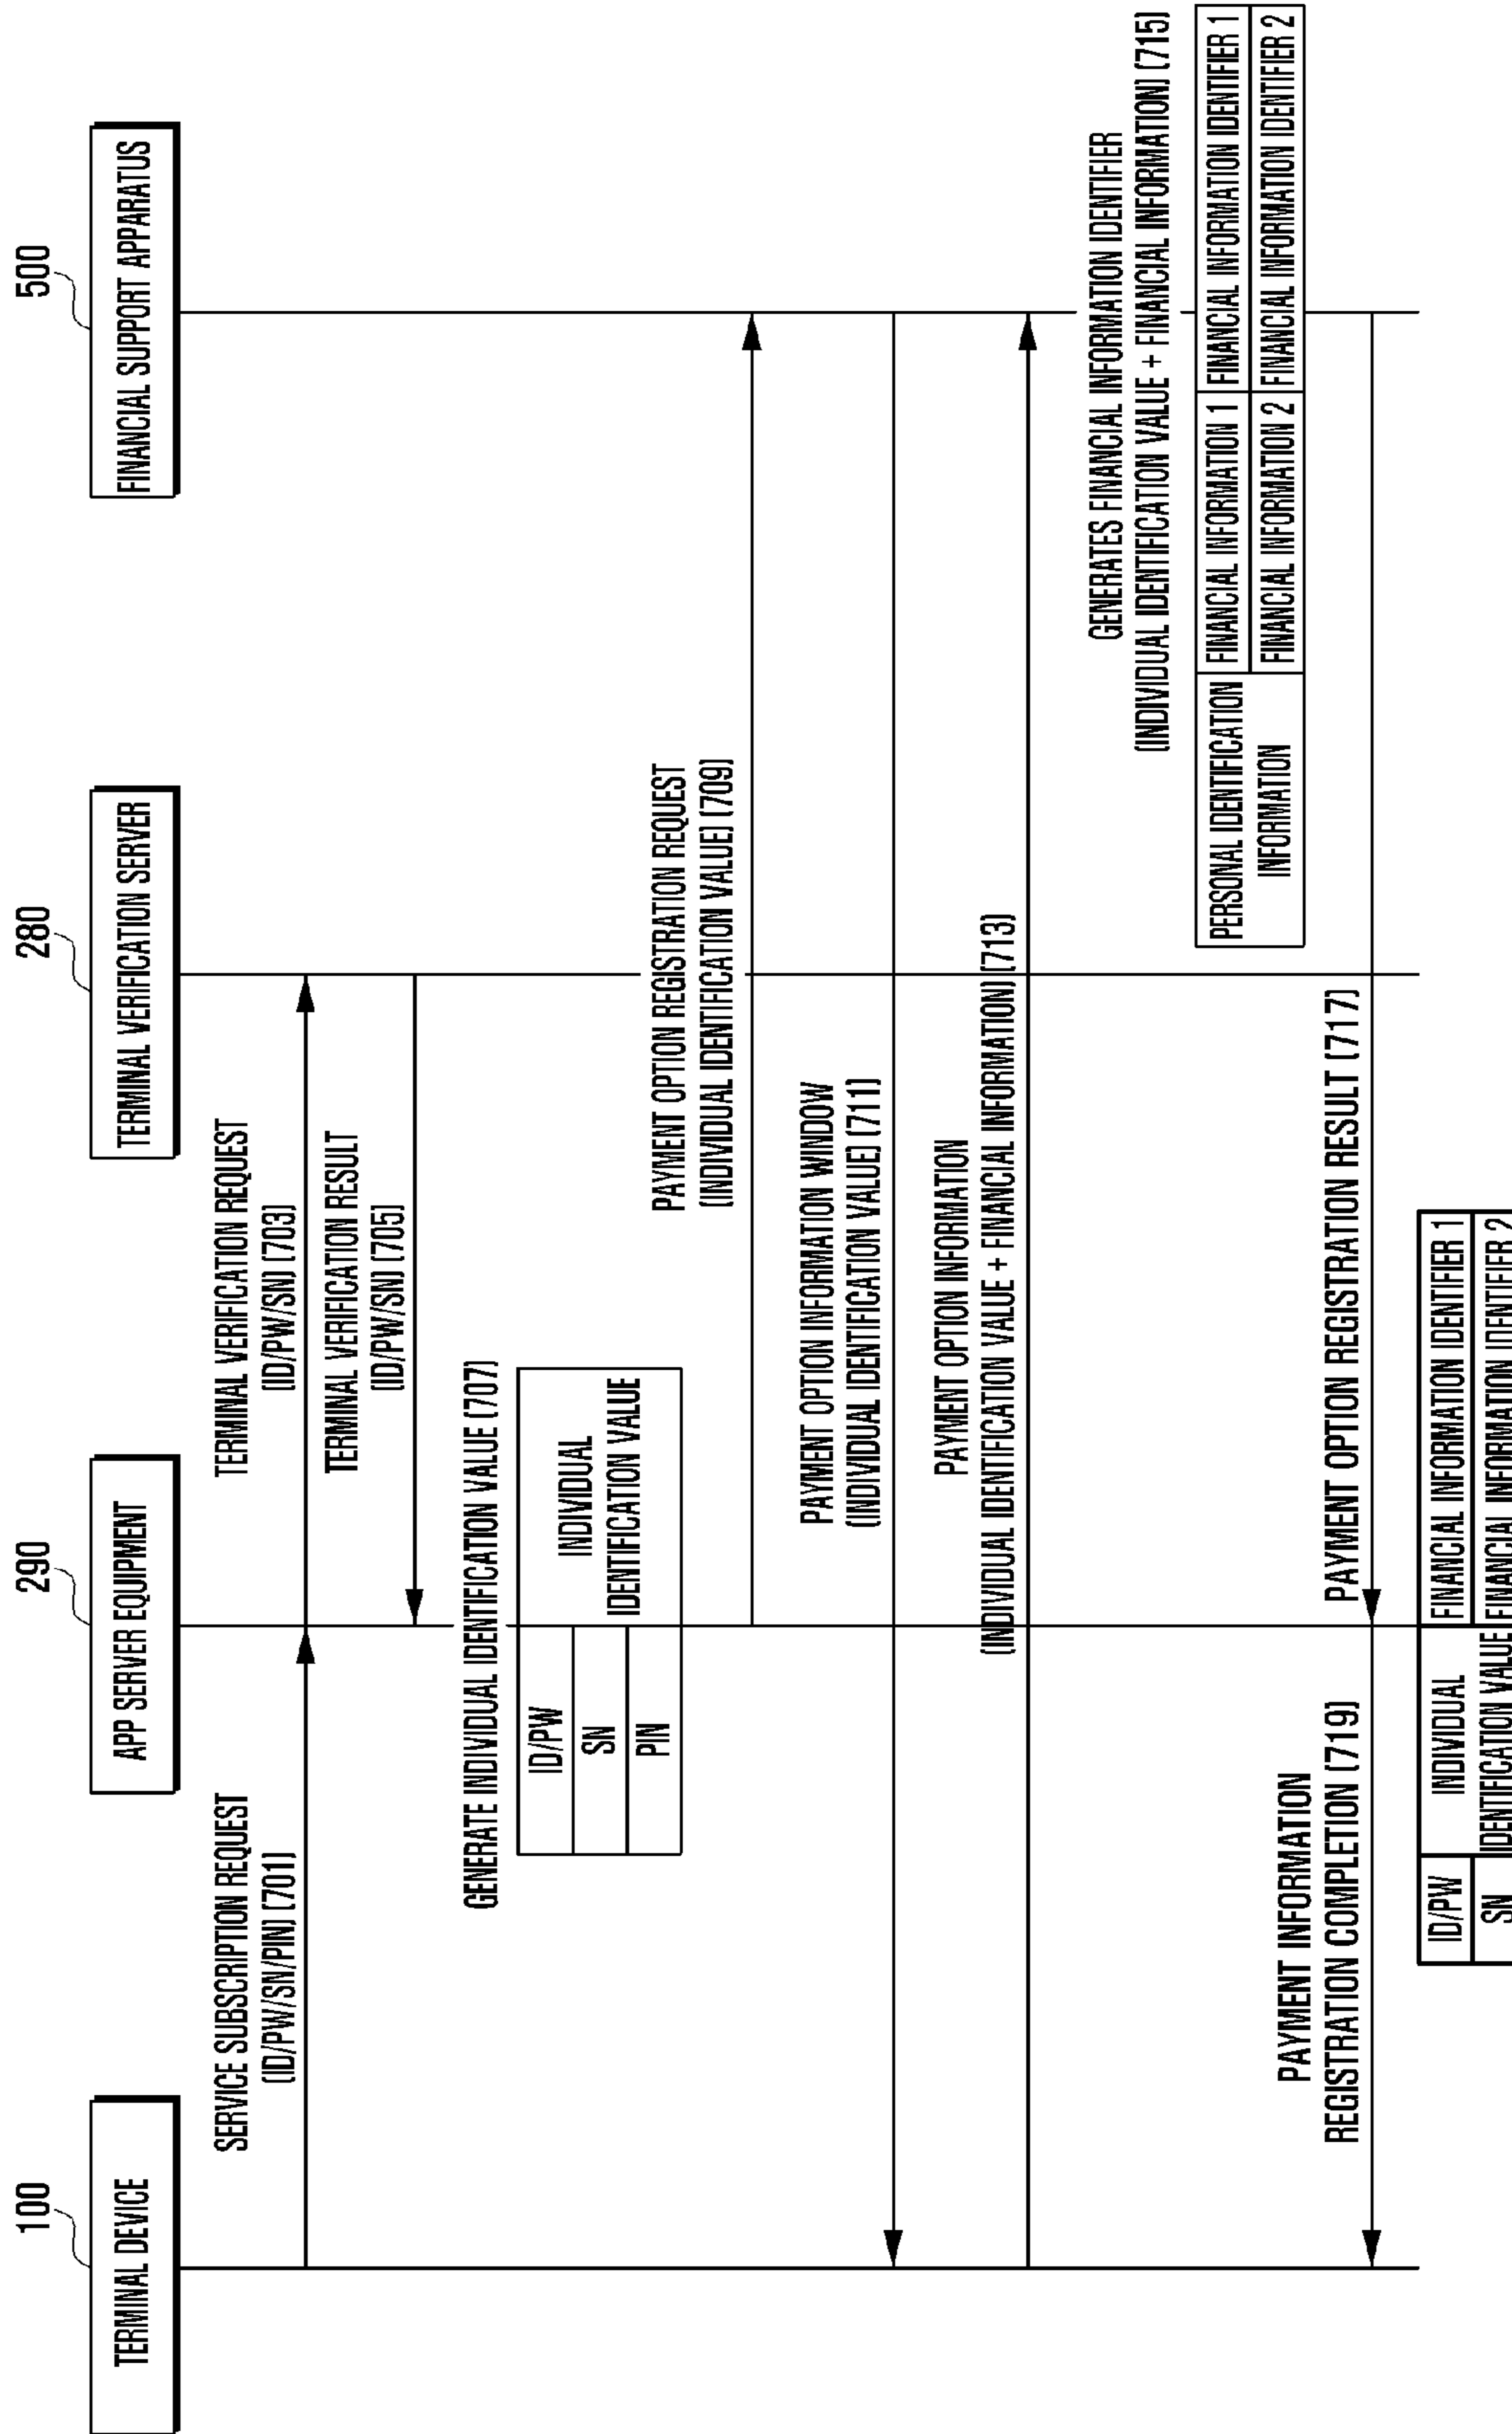 100
290
280
500
TERMINAL DEVICE
APP SERVER EQUIPMENT
TERMINAL VERIFICATION SERVER
FINANCIAL SUPPORT APPARATUS
SERVICE SUBSCRIPTION REQUEST
(ID/PW/SN/PIN) (701)
TERMINAL VERIFICATION REQUEST
(ID/PW/SN) (703)
TERMINAL VERIFICATION RESULT
(ID/PW/SN) (705)
GENERATE INDIVIDUAL IDENTIFICATION VALUE (707)
ID/PW
SN
PIN
INDIVIDUAL
IDENTIFICATION VALUE
PAYMENT OPTION REGISTRATION REQUEST
(INDIVIDUAL IDENTIFICATION VALUE) (709)
PAYMENT OPTION INFORMATION WINDOW
(INDIVIDUAL IDENTIFICATION VALUE) (711)
PAYMENT OPTION INFORMATION
(INDIVIDUAL IDENTIFICATION VALUE + FINANCIAL INFORMATION) (713)
GENERATES FINANCIAL INFORMATION IDENTIFIER
(INDIVIDUAL IDENTIFICATION VALUE + FINANCIAL INFORMATION) (715)
PERSONAL IDENTIFICATION
INFORMATION
FINANCIAL INFORMATION 1
FINANCIAL INFORMATION IDENTIFIER 1
FINANCIAL INFORMATION 2
FINANCIAL INFORMATION IDENTIFIER 2
PAYMENT OPTION REGISTRATION RESULT (717)
PAYMENT INFORMATION
REGISTRATION COMPLETION (719)
ID/PW
SN
INDIVIDUAL
IDENTIFICATION VALUE
FINANCIAL INFORMATION IDENTIFIER 1
FINANCIAL INFORMATION IDENTIFIER 2